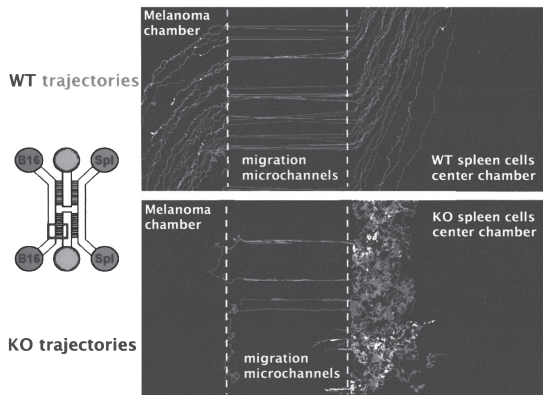 Melanoma
chamber
WT trajectories
migration
microchannels
WT spleen cells
center chamber
B16
Spl
B16
Spl
Melanoma
chamber
KO spleen cells
center chamber
KO trajectories
migration
microchannels